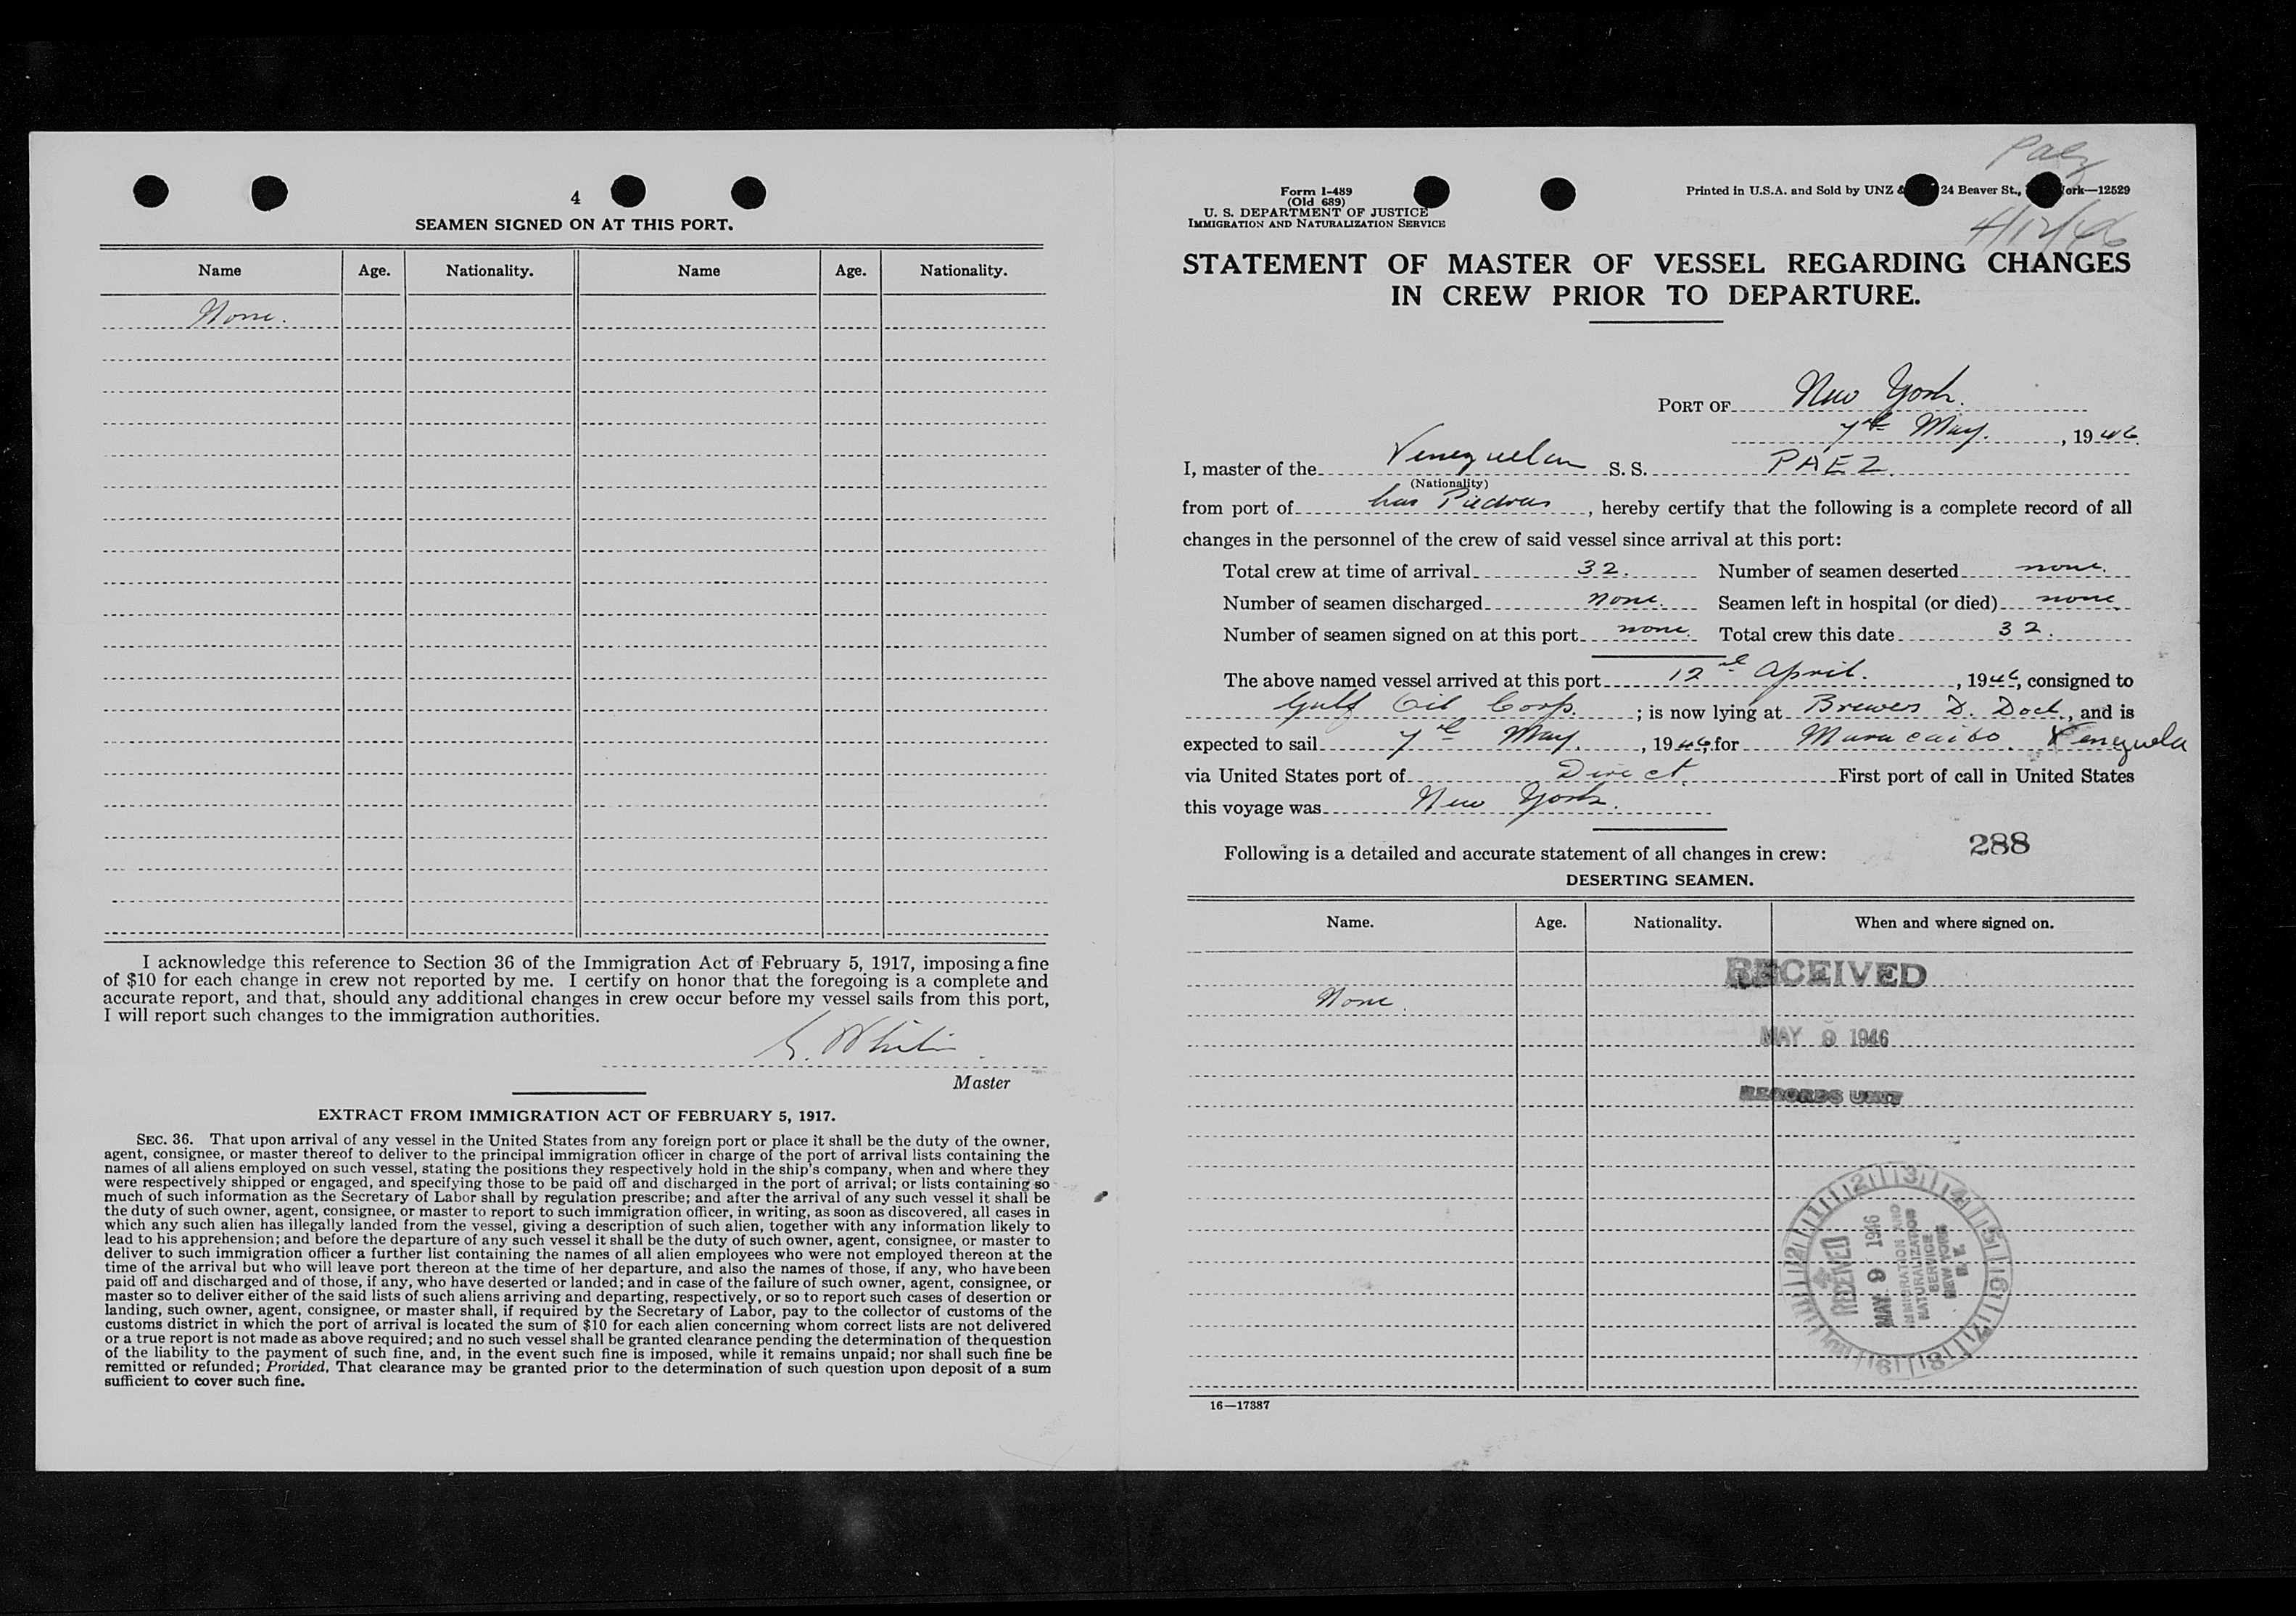 4
SEAMEN SIGNED ON AT THIS PORT.
Name Age. Nationality. Name Age. Nationality.
None.
I acknowledge this reference to Section 36 of the Immigration Act of February 5, 1917, imposing a fine
of $10 for each change in crew not reported by me. I certify on honor that the foregoing is a complete and
accurate report, and that, should any additional changes in crew occur before my vessel sails from this port,
I will report such changes to the immigration authorities.
Master
EXTRACT FROM IMMIGRATION ACT OF FEBRUARY 5, 1917.
SEC. 36. That upon arrival of any vessel in the United States from any foreign port or place it shall be the duty of the owner,
agent, consignee, or master thereof to deliver to the principal immigration officer in charge of the port of arrival lists containing the
names of all aliens employed on such vessel, stating the positions they respectively hold in the ship's company, when and where they
were respectively shipped or engaged, and specifying those to be paid off and discharged in the port of arrival; or lists containing so
much of such information as the Secretary of Labor shall by regulation prescribe; and after the arrival of any such vessel it shall be
the duty of such owner, agent, consignee, or master to report to such immigration officer, in writing, as soon as discovered, all cases in
which any such alien has illegally landed from the vessel, giving a description of such alien, together with any information likely to
lead to his apprehension; and before the departure of any such vessel it shall be the duty of such owner, agent, consignee, or master to
deliver to such immigration officer a further list containing the names of all alien employees who were not employed thereon at the
time of the arrival but who will leave port thereon at the time of her departure, and also the names of those, if any, who have been
paid off and discharged and of those, if any, who have deserted or landed; and in case of the failure of such owner, agent, consignee, or
master so to deliver either of the said lists of such aliens arriving and departing, respectively, or so to report such cases of desertion or
landing, such owner, agent, consignee, or master shall, if required by the Secretary of Labor, pay to the collector of customs of the
customs district in which the port of arrival is located the sum of $10 for each alien concerning whom correct lists are not delivered
or a true report is not made as above required; and no such vessel shall be granted clearance pending the determination of the question
of the liability to the payment of such fine, and, in the event such fine is imposed, while it remains unpaid; nor shall such fine be
remitted or refunded; Provided, That clearance may be granted prior to the determination of such question upon deposit of a sum
sufficient to cover such fine.
Paez
4/12/46
Form I-489
(Old 689)
U. S. DEPARTMENT OF JUSTICE
IMMIGRATION AND NATURALIZATION SERVICE
Printed in U.S.A. and Sold by UNZ & 24 Beaver St., ork—12529
STATEMENT OF MASTER OF VESSEL REGARDING CHANGES
IN CREW PRIOR TO DEPARTURE.
PORT OF New York.
7th May. , 19 46
I, master of the Venezuelan S. S. PAEZ.
(Nationality)
from port of Las Piedras , hereby certify that the following is a complete record of all
changes in the personnel of the crew of said vessel since arrival at this port:
Total crew at time of arrival 32. Number of seamen deserted none.
Number of seamen discharged None. Seamen left in hospital (or died) none
Number of seamen signed on at this port none. Total crew this date 32.
The above named vessel arrived at this port 12th April. , 1946, consigned to
Gulf Oil Corp. ; is now lying at Brewes D. Dock , and is
expected to sail 7th May. , 1946, for Maracaibo. Venezuela
via United States port of Direct. First port of call in United States
this voyage was New York.
288
Following is a detailed and accurate statement of all changes in crew:
DESERTING SEAMEN.
Name. Age. Nationality. When and where signed on.
RECEIVED
None.
MAY 9 1946
RECORDS UNIT
12 1 2 3 4 5 6 7 8 9 10 11
RECEIVED
MAY 9 1946
IMMIGRATION AND
NATURALIZATION
SERVICE
NEW YORK
N. Y.
16—17387